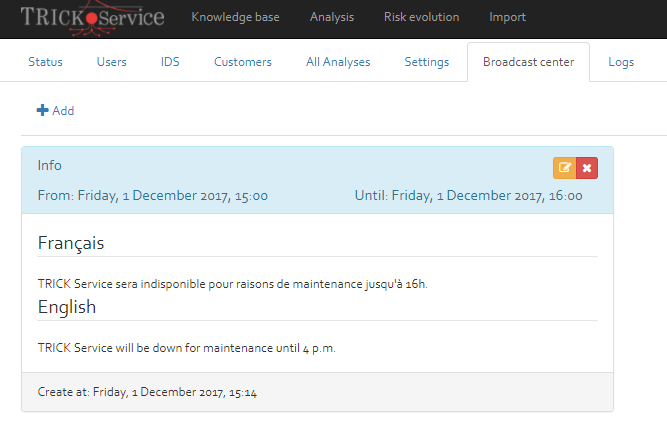 TRICK Service Knowledge base Analysis Risk evolution Import
Status Users IDS Customers All Analyses Settings Broadcast center Logs
Add
Info
From: Friday, 1 December 2017, 15:00 Until: Friday, 1 December 2017, 16:00
Français
TRICK Service sera indisponible pour raisons de maintenance jusqu'à 16h.
English
TRICK Service will be down for maintenance until 4 p.m.
Create at: Friday, 1 December 2017, 15:14